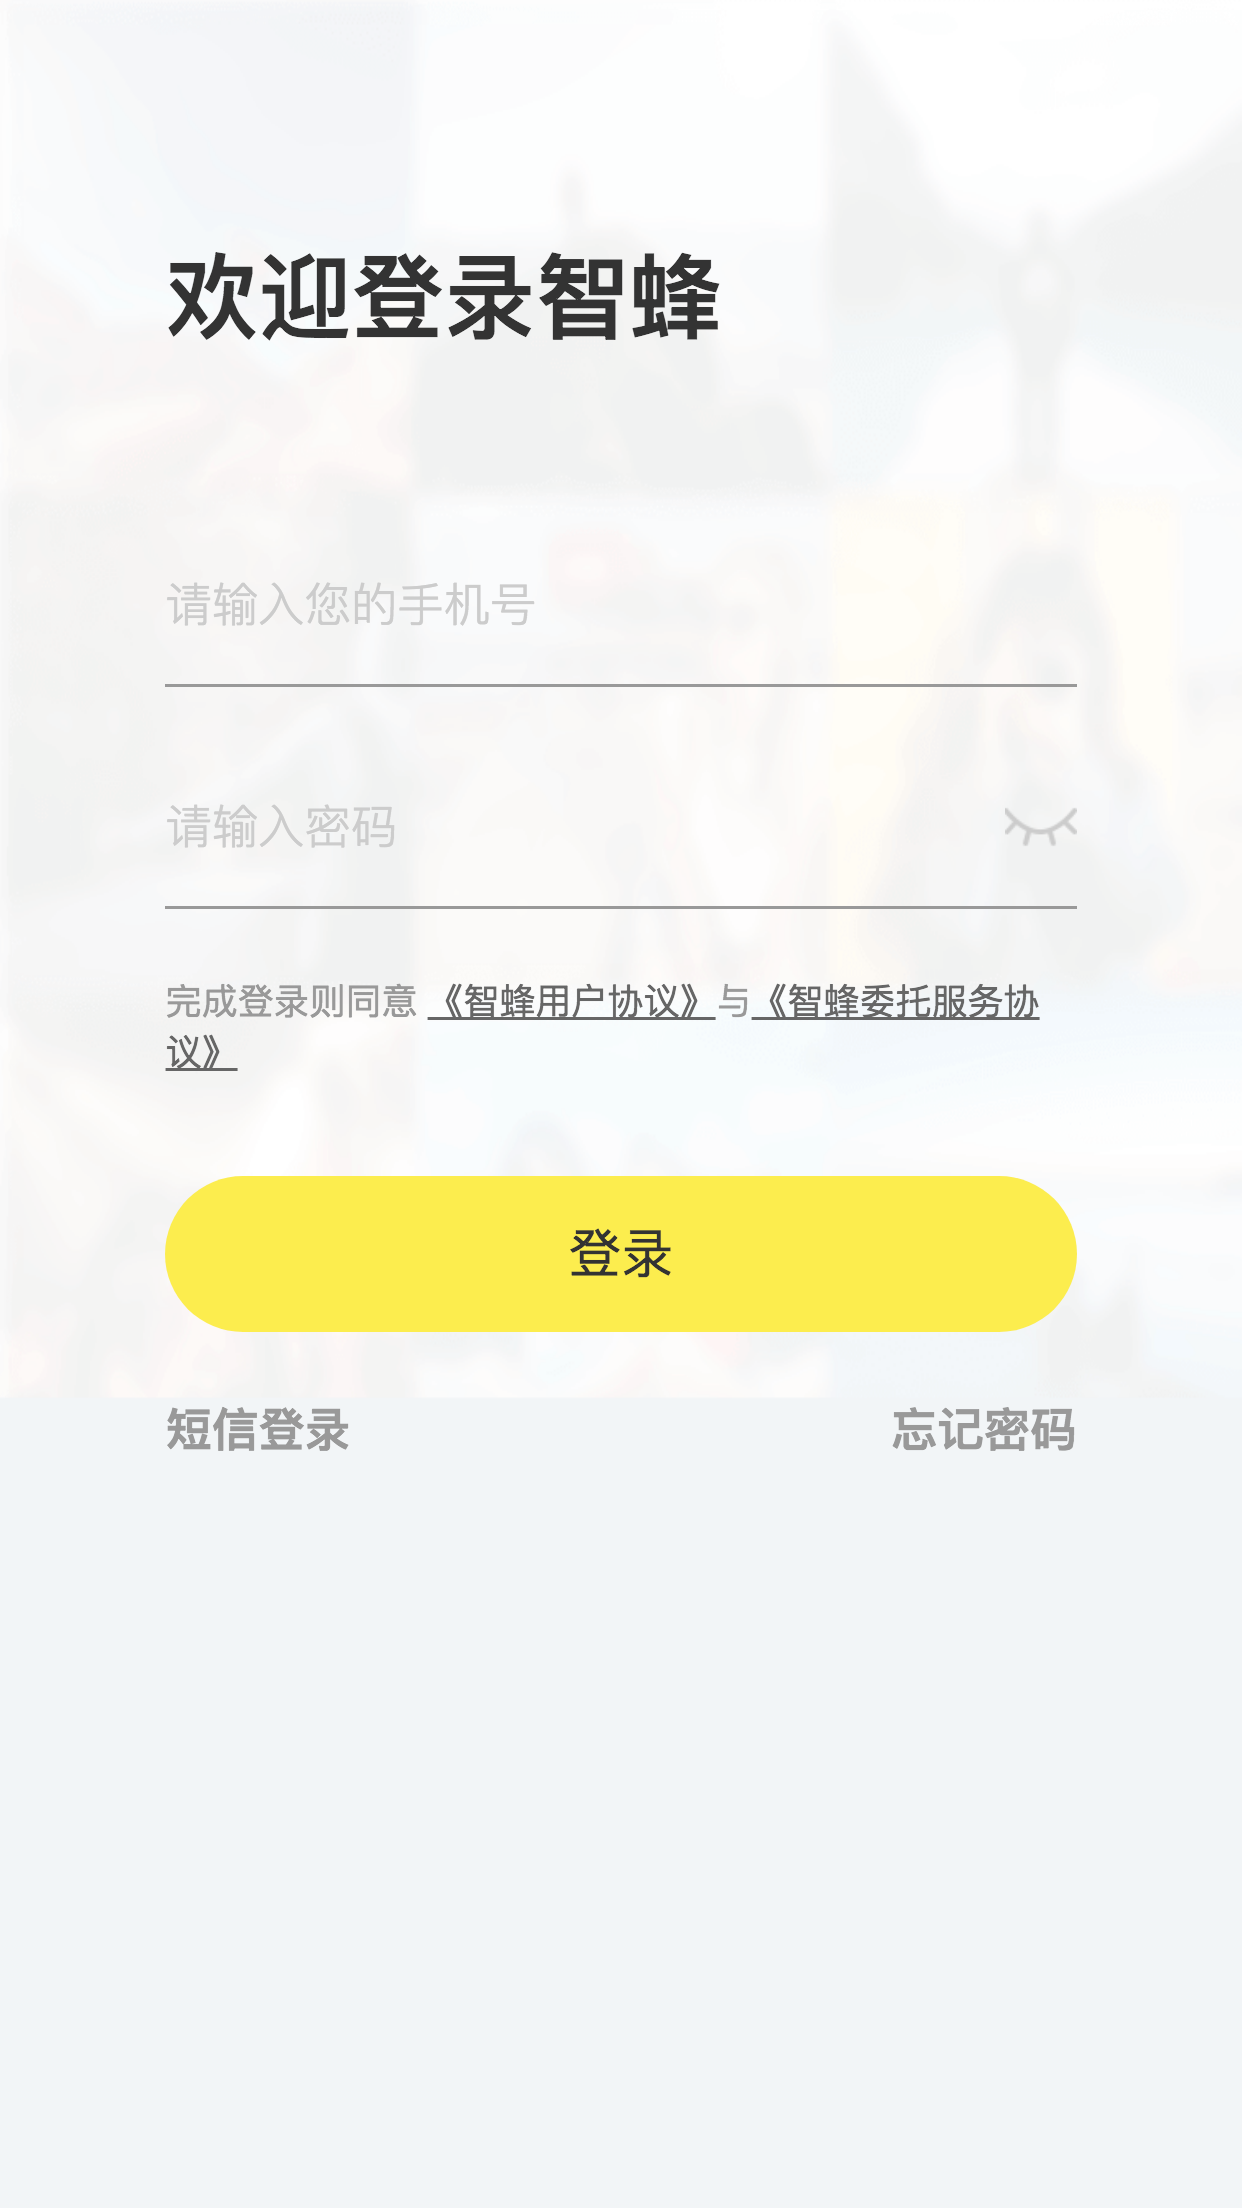 欢迎登录智蜂
请输入您的手机号
请输入密码
完成登录则同意 《智蜂用户协议》与《智蜂委托服务协
议》
登录
短信登录 忘记密码